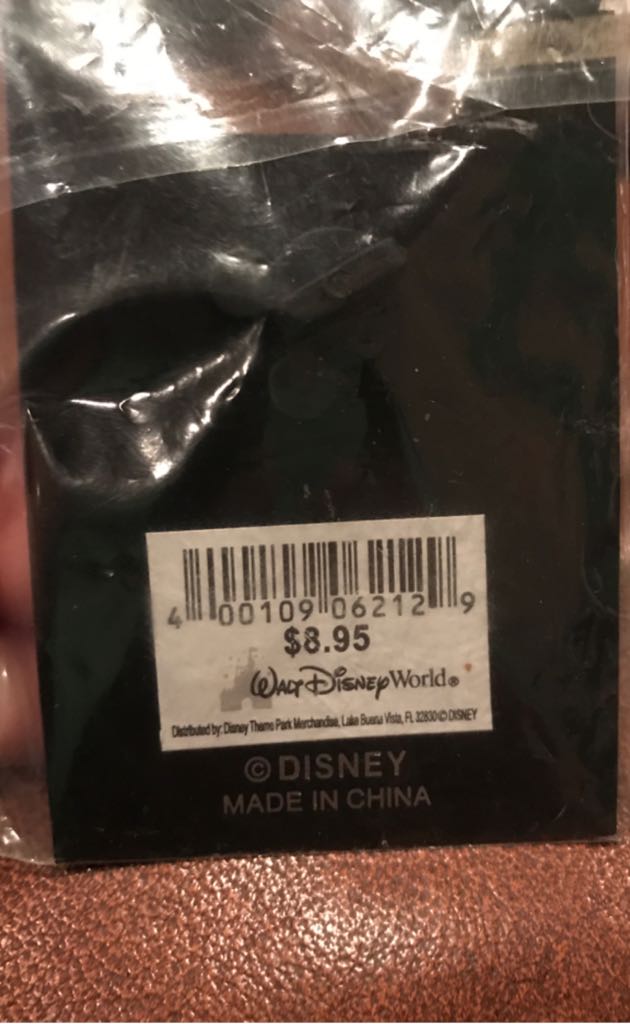 4 00109 06212 9
$8.95
WALT DISNEY World®
Distributed by: Disney Theme Park Merchandise, Lake Buena Vista, FL 32830 © DISNEY
© DISNEY
MADE IN CHINA